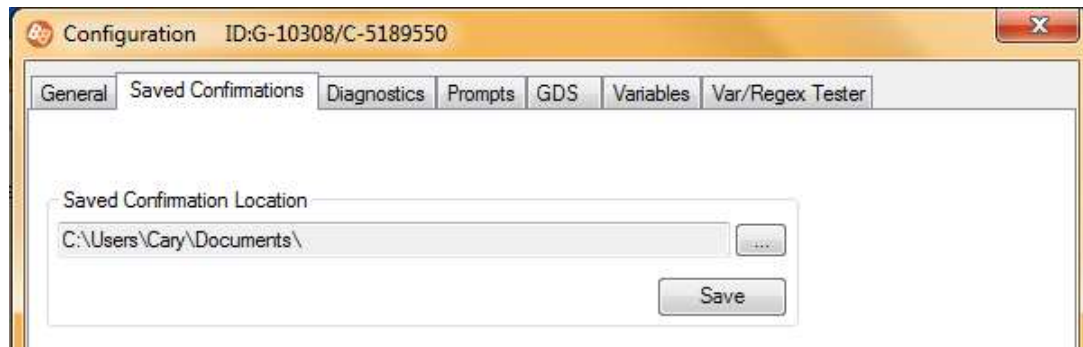 Configuration ID:G-10308/C-5189550
General Saved Confirmations Diagnostics Prompts GDS Variables Var/Regex Tester
Saved Confirmation Location
C:\Users\Cary\Documents\
...
Save